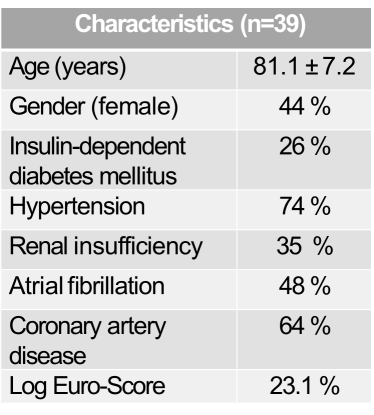 Characteristics (n=39)
Age (years) 81.1 ±7.2
Gender (female) 44 %
Insulin-dependent
diabetes mellitus 26 %
Hypertension 74 %
Renal insufficiency 35 %
Atrial fibrillation 48 %
Coronary artery
disease 64 %
Log Euro-Score 23.1 %